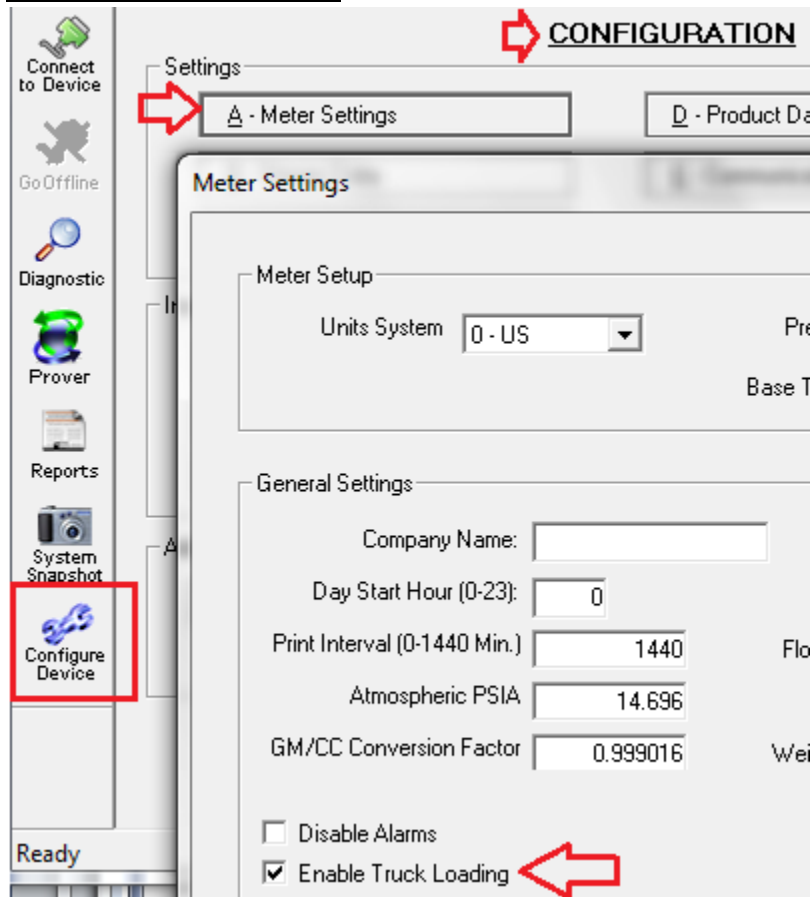 CONFIGURATION
Connect
to Device
Settings
A - Meter Settings
D - Product Da
Go Offline
Meter Settings
Diagnostic
Meter Setup
Units System
0 - US
Pre
Base T
Prover
Reports
General Settings
Company Name:
System
Snapshot
Day Start Hour (0-23):
0
Print Interval (0-1440 Min.)
1440
Flo
Configure
Device
Atmospheric PSIA
14.696
GM/CC Conversion Factor
0.999016
Wei
Disable Alarms
Enable Truck Loading
Ready